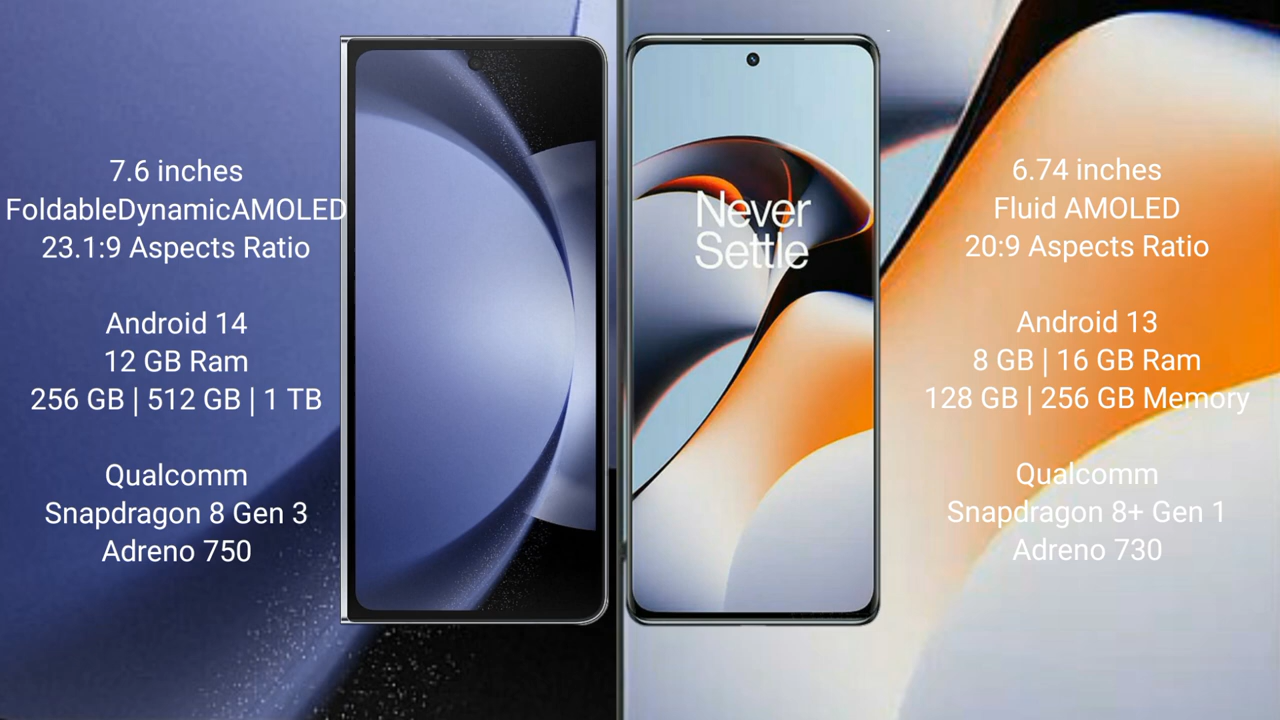 7.6 inches
FoldableDynamicAMOLED
23.1:9 Aspects Ratio
Android 14
12 GB Ram
256 GB | 512 GB | 1 TB
Qualcomm
Snapdragon 8 Gen 3
Adreno 750
Never
Settle
6.74 inches
Fluid AMOLED
20:9 Aspects Ratio
Android 13
8 GB | 16 GB Ram
128 GB | 256 GB Memory
Qualcomm
Snapdragon 8+ Gen 1
Adreno 730